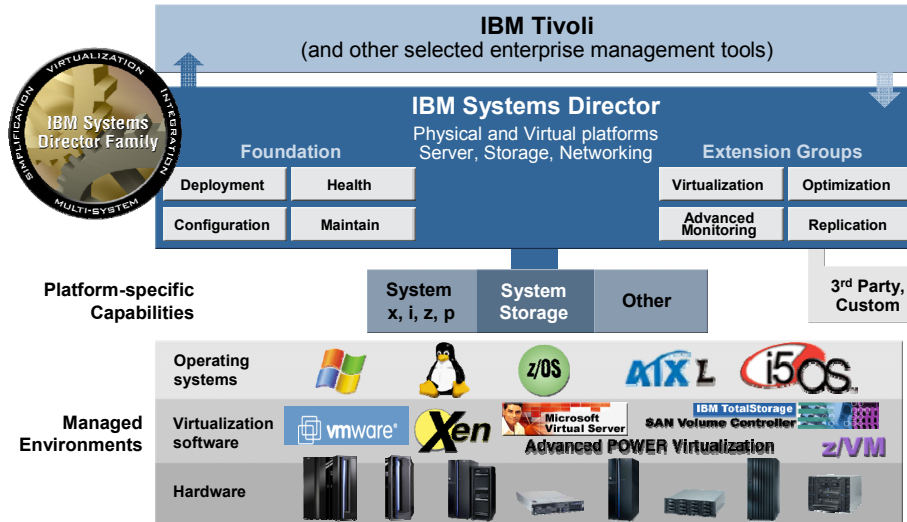 IBM Tivoli
(and other selected enterprise management tools)
SIMPLIFICATION
VIRTUALIZATION
INTEGRATION
MULTI-SYSTEM
IBM Systems
Director Family
IBM Systems Director
Physical and Virtual platforms
Server, Storage, Networking
Foundation
Deployment
Health
Configuration
Maintain
Extension Groups
Virtualization
Optimization
Advanced
Monitoring
Replication
Platform-specific
Capabilities
System
x, i, z, p
System
Storage
Other
3rd Party,
Custom
Managed
Environments
Operating
systems
z/OS
AIX L
i5/OS
Virtualization
software
vmware®
Xen
Microsoft
Virtual Server
IBM TotalStorage
SAN Volume Controller
Advanced POWER Virtualization
z/VM
Hardware